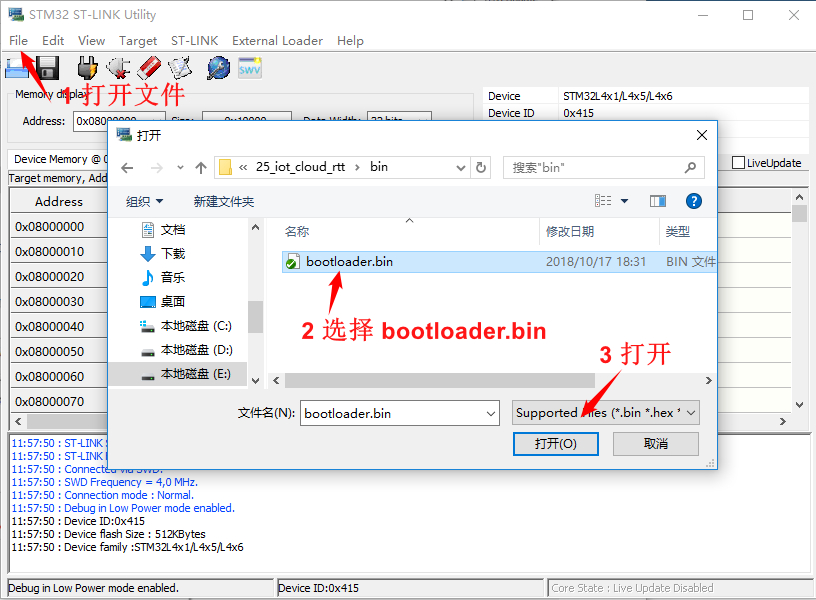 STM32 ST-LINK Utility
File Edit View Target ST-LINK External Loader Help
SWV
1 打开文件
Memory display
Address: 0x08000000 Size: 0x10000 Data Width: 32 bits
Device STM32L4x1/L4x5/L4x6
Device ID 0x415
Device Memory @ 0
LiveUpdate
Target memory, Add
Address
0x08000000
0x08000010
0x08000020
0x08000030
0x08000040
0x08000050
0x08000060
0x08000070
打开
« 25_iot_cloud_rtt › bin
搜索"bin"
组织 新建文件夹
文档
下载
音乐
桌面
本地磁盘 (C:)
本地磁盘 (D:)
本地磁盘 (E:)
名称 修改日期 类型
bootloader.bin 2018/10/17 18:31 BIN 文件
2 选择 bootloader.bin
3 打开
文件名(N): bootloader.bin Supported Files (*.bin *.hex *
打开(O) 取消
11:57:50 : ST-LINK
11:57:50 : ST-LINK
11:57:50 : Connected via SWD.
11:57:50 : SWD Frequency = 4,0 MHz.
11:57:50 : Connection mode : Normal.
11:57:50 : Debug in Low Power mode enabled.
11:57:50 : Device ID:0x415
11:57:50 : Device flash Size : 512KBytes
11:57:50 : Device family :STM32L4x1/L4x5/L4x6
Debug in Low Power mode enabled. Device ID:0x415 Core State : Live Update Disabled